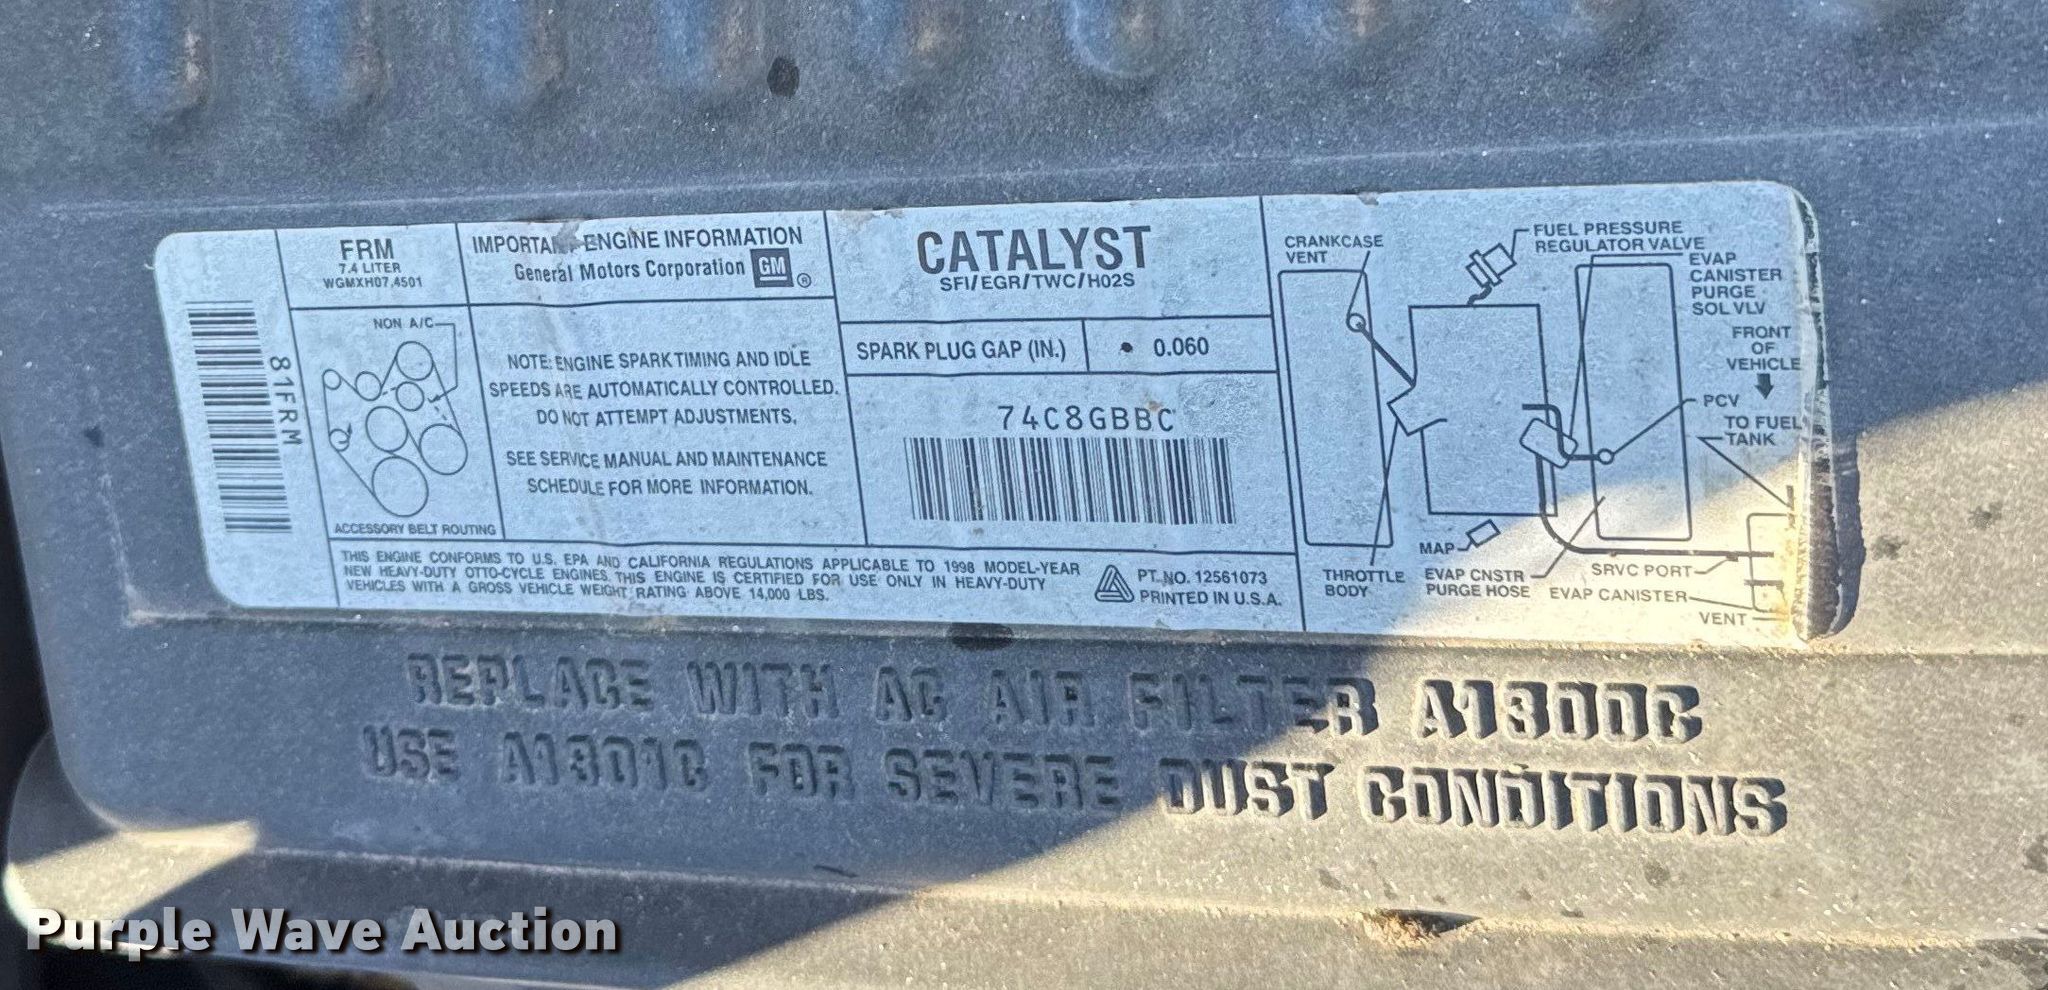 81FRM
FRM
7.4 LITER
WGMXH07.4501
NON A/C
ACCESSORY BELT ROUTING
IMPORTANT ENGINE INFORMATION
General Motors Corporation GM ®
NOTE: ENGINE SPARK TIMING AND IDLE
SPEEDS ARE AUTOMATICALLY CONTROLLED.
DO NOT ATTEMPT ADJUSTMENTS.
SEE SERVICE MANUAL AND MAINTENANCE
SCHEDULE FOR MORE INFORMATION.
CATALYST
SFI/EGR/TWC/HO2S
SPARK PLUG GAP (IN.) 0.060
74C8GBBC
THIS ENGINE CONFORMS TO U.S. EPA AND CALIFORNIA REGULATIONS APPLICABLE TO 1998 MODEL-YEAR
NEW HEAVY-DUTY OTTO-CYCLE ENGINES. THIS ENGINE IS CERTIFIED FOR USE ONLY IN HEAVY-DUTY
VEHICLES WITH A GROSS VEHICLE WEIGHT RATING ABOVE 14,000 LBS.
PT. NO. 12561073
PRINTED IN U.S.A.
CRANKCASE
VENT
FUEL PRESSURE
REGULATOR VALVE
EVAP
CANISTER
PURGE
SOL VLV
FRONT
OF
VEHICLE
PCV
TO FUEL
TANK
MAP
SRVC PORT
THROTTLE
BODY
EVAP CNSTR
PURGE HOSE
EVAP CANISTER
VENT
REPLACE WITH AC AIR FILTER A1300C
USE A1301C FOR SEVERE DUST CONDITIONS
Purple Wave Auction